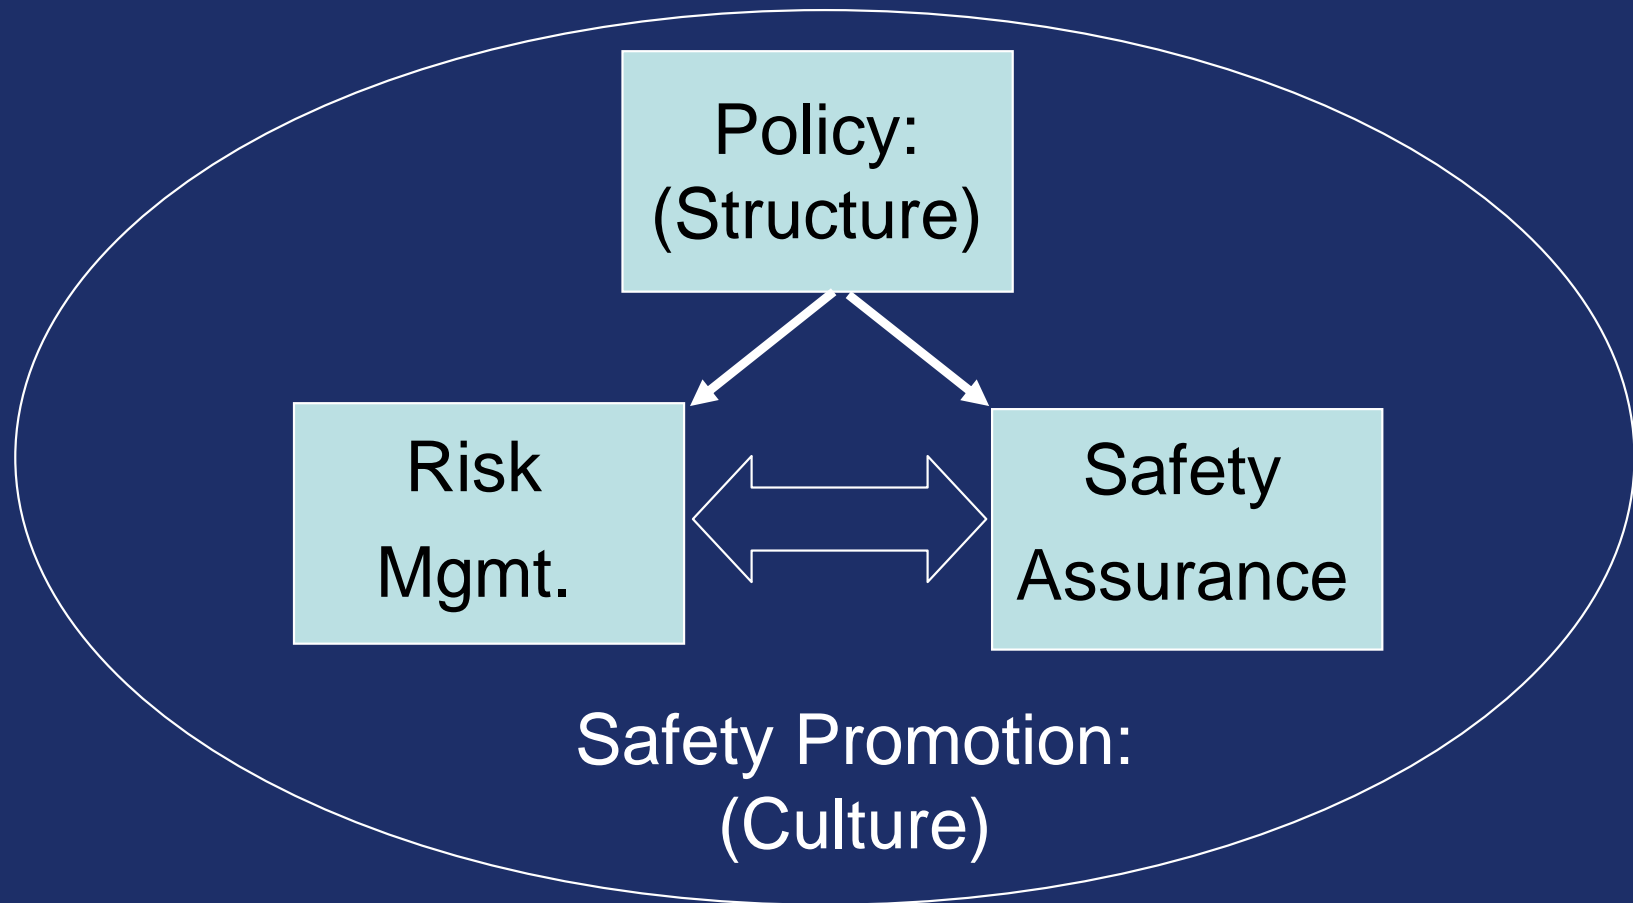 Policy:
(Structure)
Risk
Mgmt.
Safety
Assurance
Safety Promotion:
(Culture)